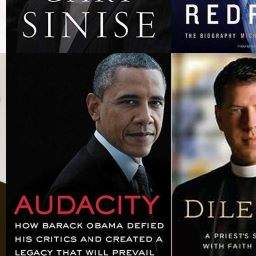 SINISE
REDF
THE BIOGRAPHY MICH
AUDACITY
HOW BARACK OBAMA DEFIED
HIS CRITICS AND CREATED A
LEGACY THAT WILL PREVAIL
DILE
A PRIEST'S S
WITH FAITH